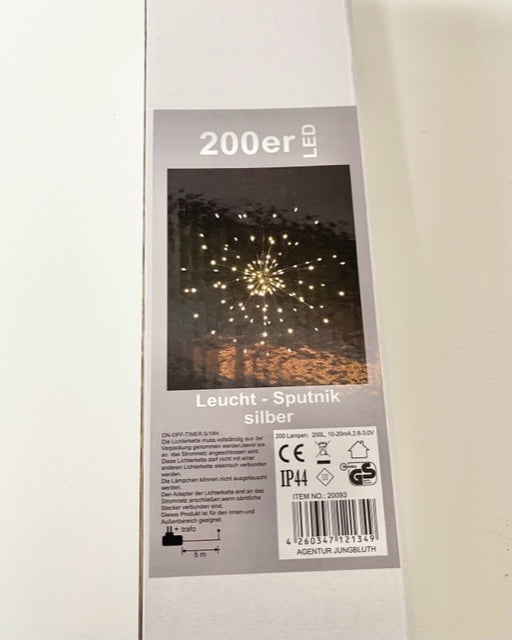 200er LED
Leucht - Sputnik
silber
ON-OFF-TIMER 6/18H
Die Lichterkette muss vollständig aus der
Verpackung genommen werden,bevor sie
an das Stromnetz angeschlossen wird.
Diese Lichterkette darf nicht mit einer
anderen Lichterkette elektrisch verbunden
werden.
Die Lämpchen können nicht ausgetauscht
werden.
Den Adapter der Lichterkette erst an das
Stromnetz anschließen,wenn sämtliche
Stecker verbunden sind.
Dieses Produkt ist für den Innen-und
Außenbereich geeignet.
+ trafo
5 m
200 Lampen: 200L, 10-20mA,2.8-3.0V
CE
IP44
GS
ITEM NO.: 20093
4 260347 121349
AGENTUR JUNGBLUTH